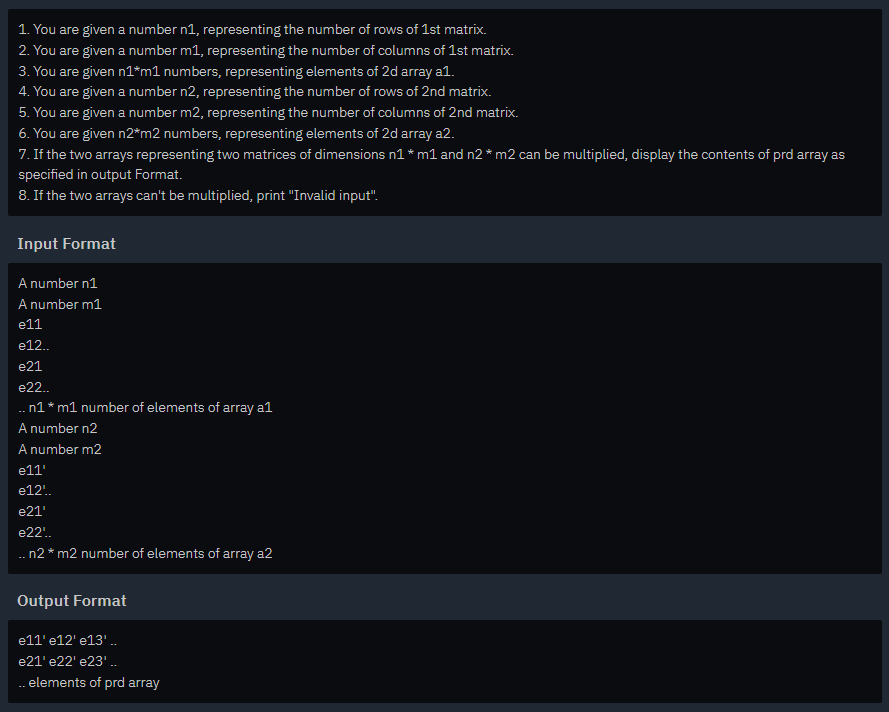 1. You are given a number n1, representing the number of rows of 1st matrix.
2. You are given a number m1, representing the number of columns of 1st matrix.
3. You are given n1*m1 numbers, representing elements of 2d array a1.
4. You are given a number n2, representing the number of rows of 2nd matrix.
5. You are given a number m2, representing the number of columns of 2nd matrix.
6. You are given n2*m2 numbers, representing elements of 2d array a2.
7. If the two arrays representing two matrices of dimensions n1 * m1 and n2 * m2 can be multiplied, display the contents of prd array as
specified in output Format.
8. If the two arrays can't be multiplied, print "Invalid input".
Input Format
A number n1
A number m1
e11
e12..
e21
e22..
.. n1 * m1 number of elements of array a1
A number n2
A number m2
e11'
e12'..
e21'
e22'..
.. n2 * m2 number of elements of array a2
Output Format
e11' e12' e13' ..
e21' e22' e23' ..
.. elements of prd array